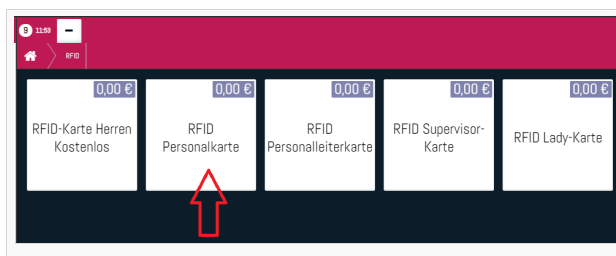 9 11:53 –
RFID
0,00 €
RFID-Karte Herren
Kostenlos
0,00 €
RFID
Personalkarte
0,00 €
RFID
Personalleiterkarte
0,00 €
RFID Supervisor-
Karte
0,00 €
RFID Lady-Karte